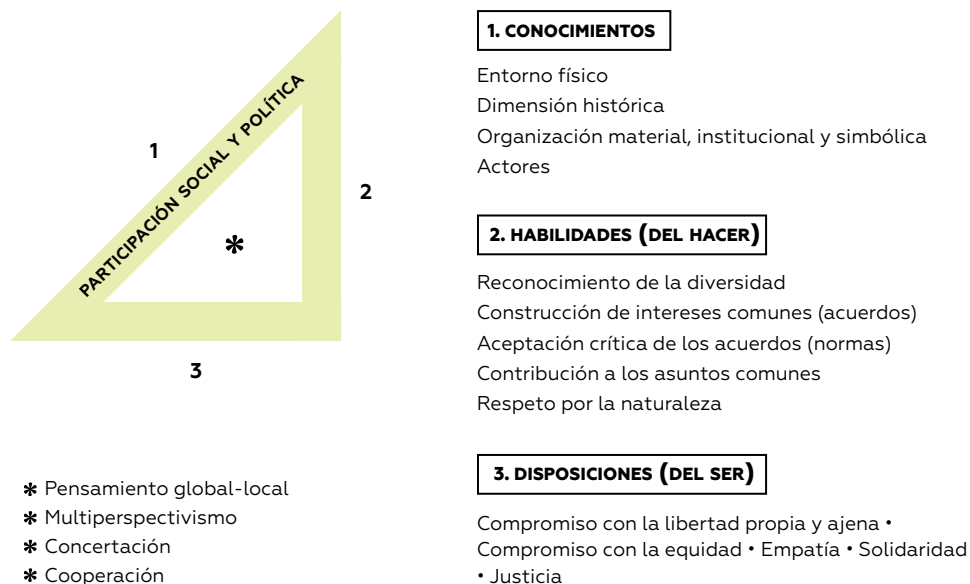 PARTICIPACIÓN SOCIAL Y POLÍTICA
1
2
*
3
* Pensamiento global-local
* Multiperspectivismo
* Concertación
* Cooperación
1. CONOCIMIENTOS
Entorno físico
Dimensión histórica
Organización material, institucional y simbólica
Actores
2. HABILIDADES (DEL HACER)
Reconocimiento de la diversidad
Construcción de intereses comunes (acuerdos)
Aceptación crítica de los acuerdos (normas)
Contribución a los asuntos comunes
Respeto por la naturaleza
3. DISPOSICIONES (DEL SER)
Compromiso con la libertad propia y ajena •
Compromiso con la equidad • Empatía • Solidaridad
• Justicia